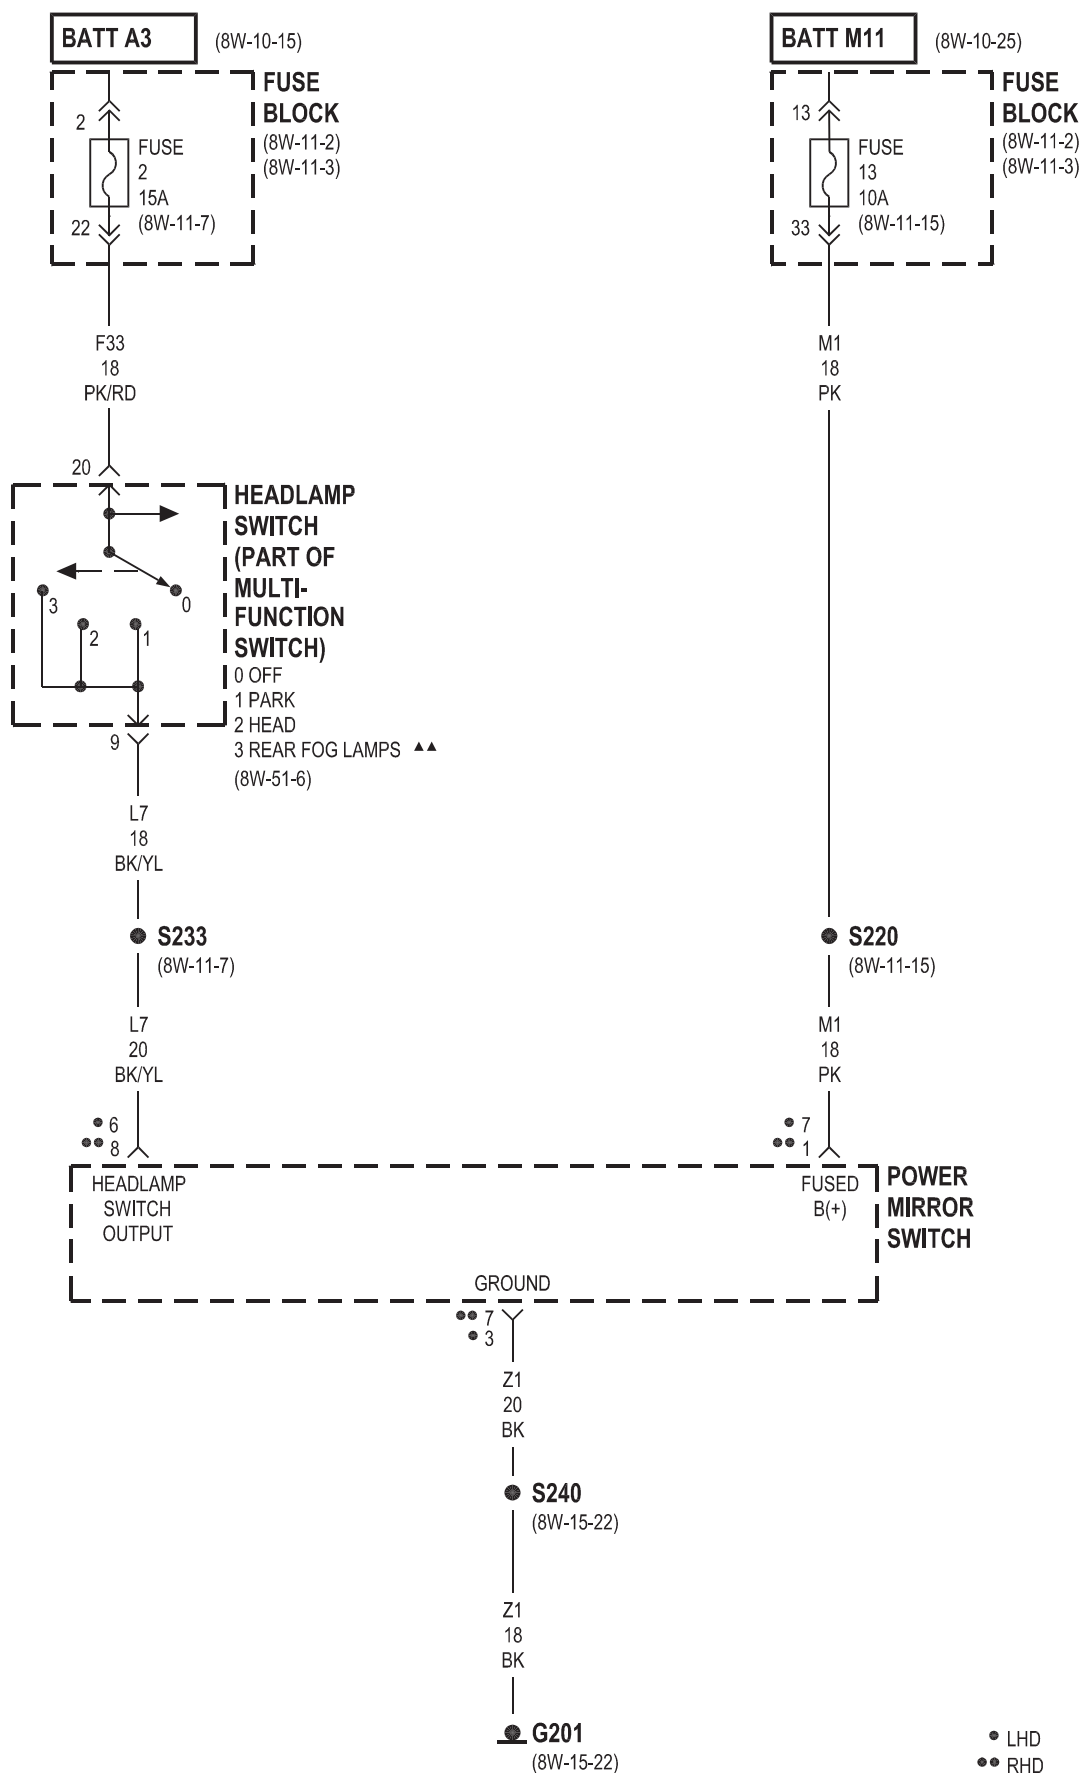 BATT A3
(8W-10-15)
FUSE
BLOCK
(8W-11-2)
(8W-11-3)
2
FUSE
2
15A
(8W-11-7)
22
F33
18
PK/RD
20
HEADLAMP
SWITCH
(PART OF
MULTI-
FUNCTION
SWITCH)
0 OFF
1 PARK
2 HEAD
3 REAR FOG LAMPS ▲▲
(8W-51-6)
3
2
1
0
9
L7
18
BK/YL
S233
(8W-11-7)
L7
20
BK/YL
● 6
●● 8
HEADLAMP
SWITCH
OUTPUT
BATT M11
(8W-10-25)
FUSE
BLOCK
(8W-11-2)
(8W-11-3)
13
FUSE
13
10A
(8W-11-15)
33
M1
18
PK
S220
(8W-11-15)
M1
18
PK
● 7
●● 1
FUSED
B(+)
POWER
MIRROR
SWITCH
GROUND
●● 7
● 3
Z1
20
BK
S240
(8W-15-22)
Z1
18
BK
G201
(8W-15-22)
● LHD
●● RHD